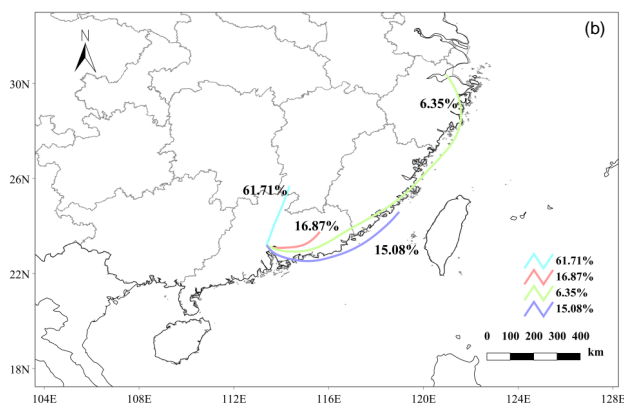 (b)
N
30N
6.35%
26N
61.71%
16.87%
15.08%
22N
61.71%
16.87%
6.35%
15.08%
0 100 200 300 400
km
18N
104E 108E 112E 116E 120E 124E 128E